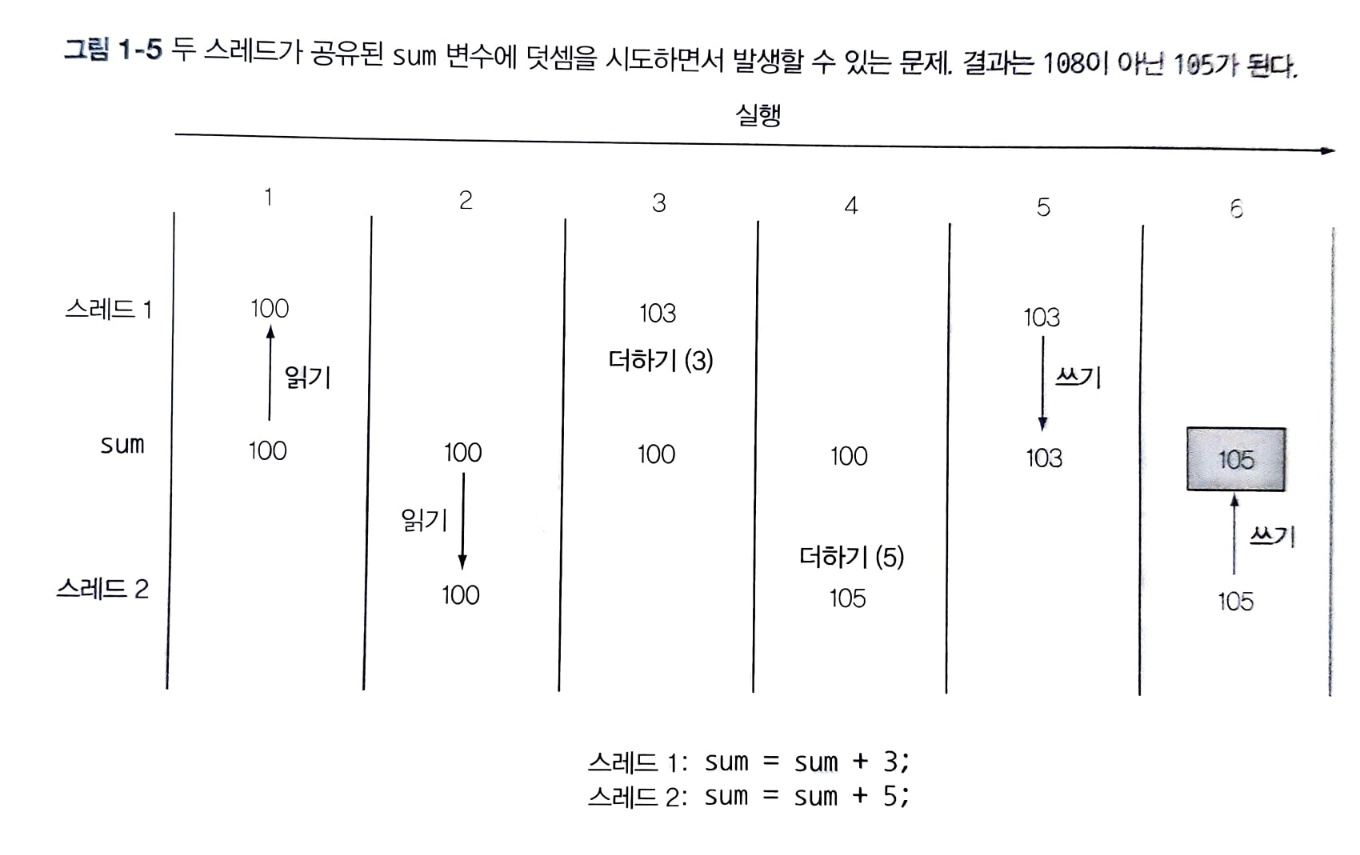 그림 1-5 두 스레드가 공유된 sum 변수에 덧셈을 시도하면서 발생할 수 있는 문제. 결과는 108이 아닌 105가 된다.
실행
1 2 3 4 5 6
스레드 1 100 103 103
더하기 (3)
읽기 쓰기
sum 100 100 100 100 103 105
읽기 쓰기
더하기 (5)
스레드 2 100 105 105
스레드 1: sum = sum + 3;
스레드 2: sum = sum + 5;